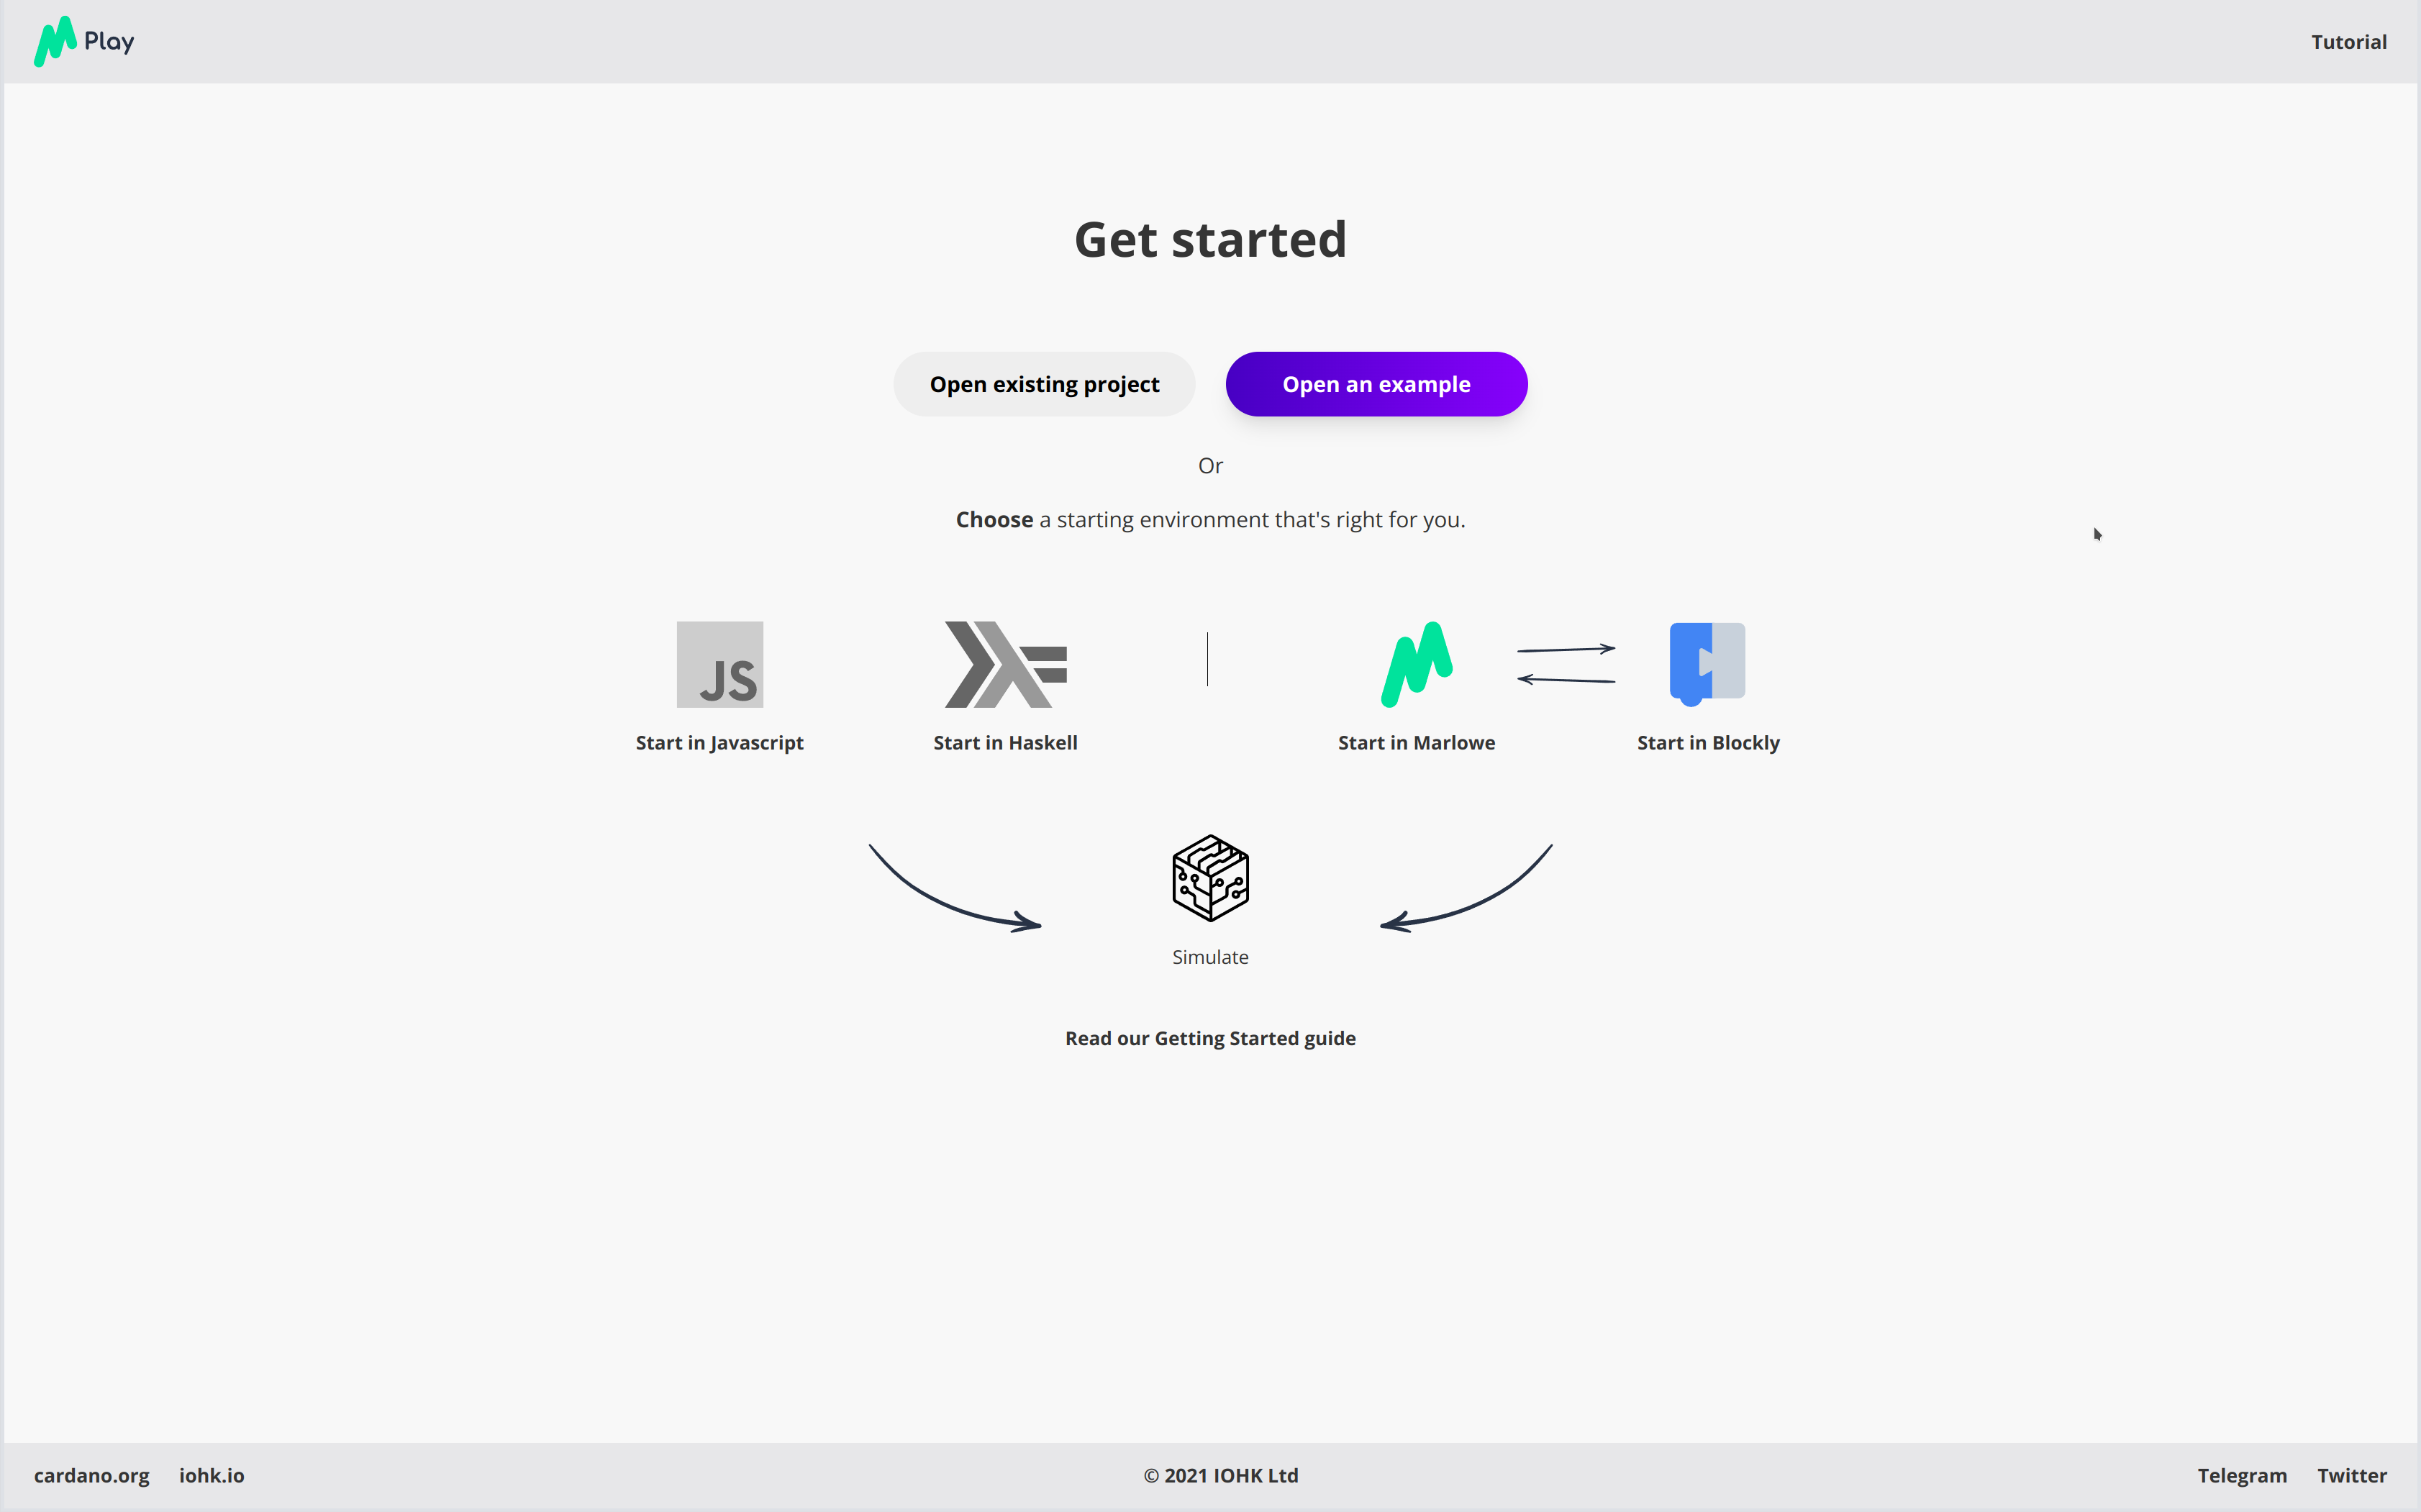 Play
Tutorial
Get started
Open existing project
Open an example
Or
Choose a starting environment that's right for you.
JS
Start in Javascript
Start in Haskell
Start in Marlowe
Start in Blockly
Simulate
Read our Getting Started guide
cardano.org
iohk.io
© 2021 IOHK Ltd
Telegram
Twitter